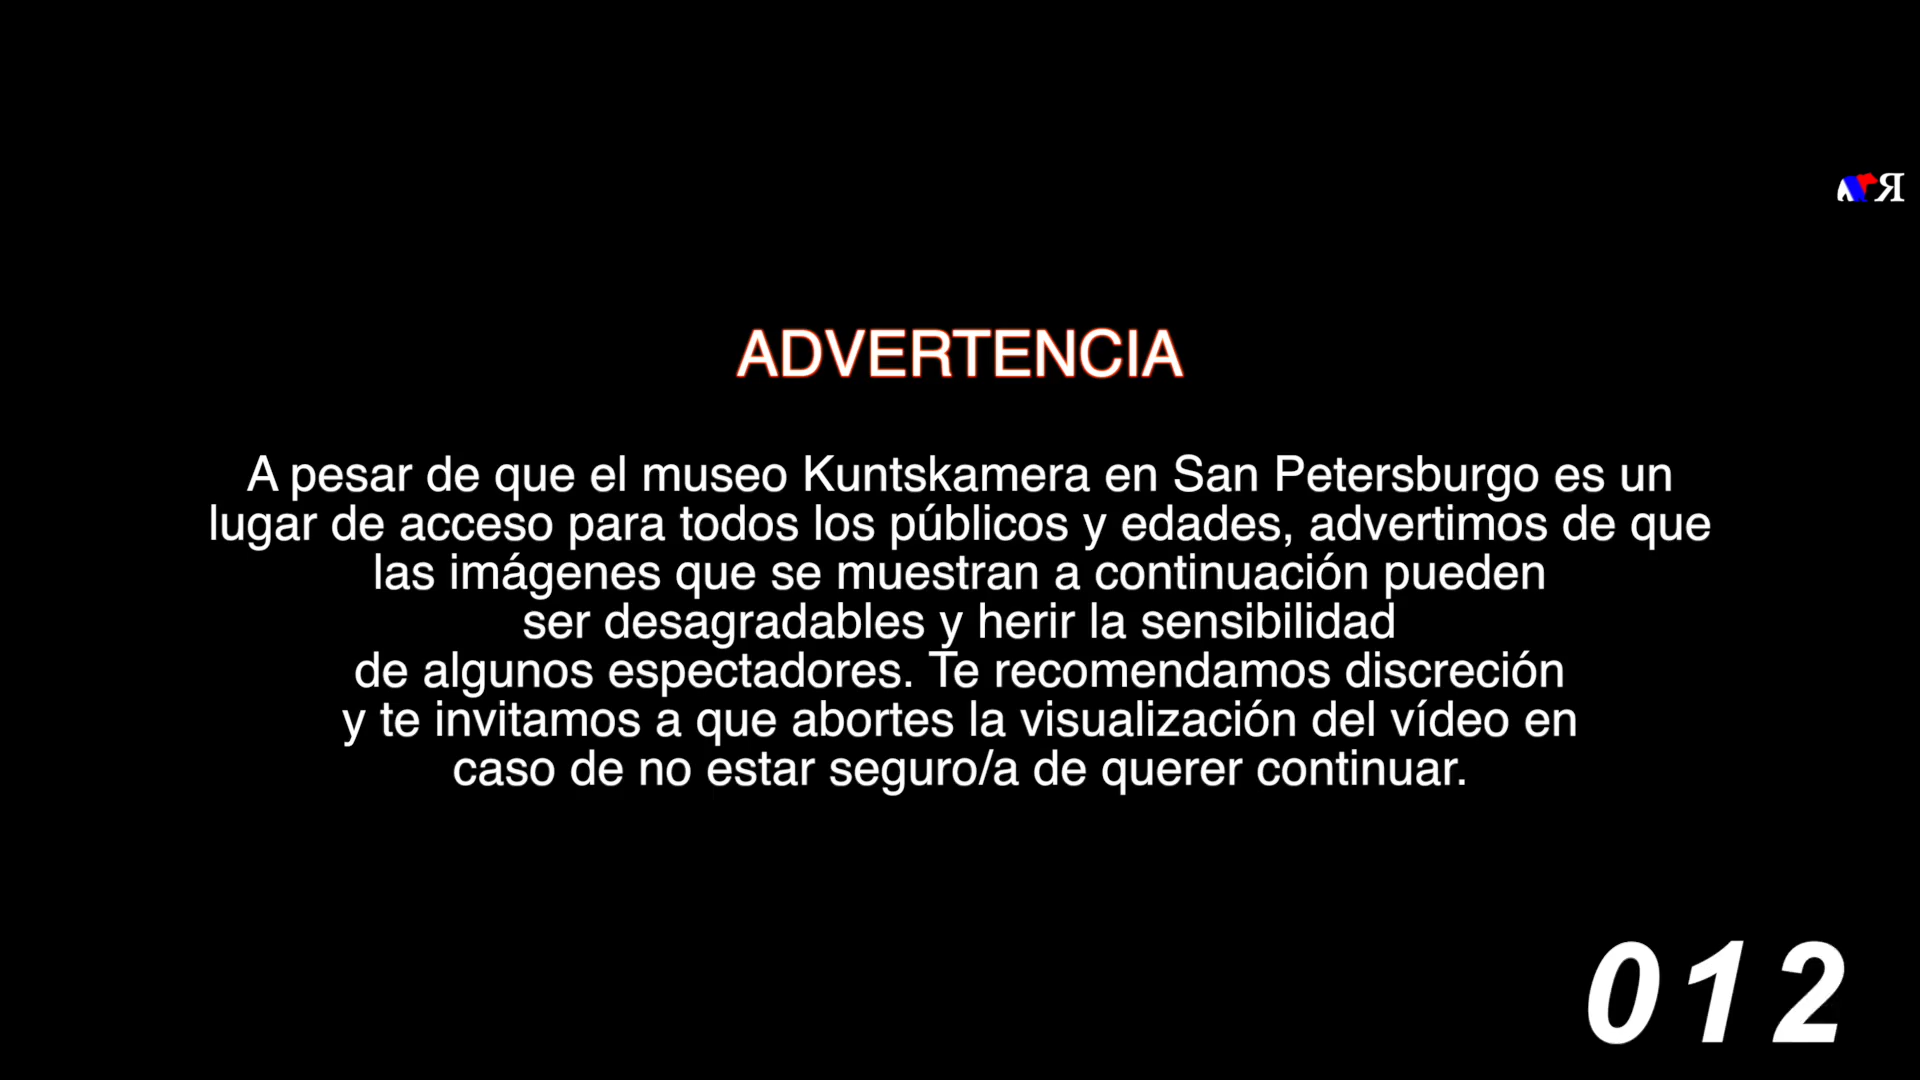 ADVERTENCIA
A pesar de que el museo Kuntskamera en San Petersburgo es un
lugar de acceso para todos los públicos y edades, advertimos de que
las imágenes que se muestran a continuación pueden
ser desagradables y herir la sensibilidad
de algunos espectadores. Te recomendamos discreción
y te invitamos a que abortes la visualización del vídeo en
caso de no estar seguro/a de querer continuar.
012